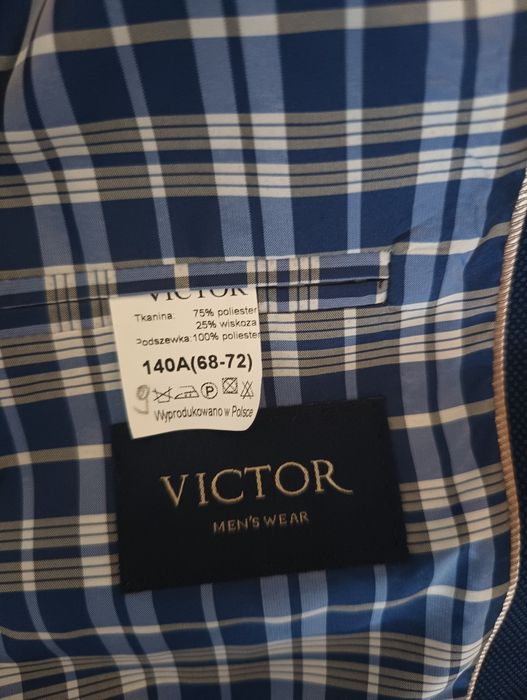 VICTOR
Tkanina: 75% poliester
25% wiskoza
Podszewka:100% poliester
140A(68-72)
P
Wyprodukowano w Polsce
VICTOR
MEN'S WEAR